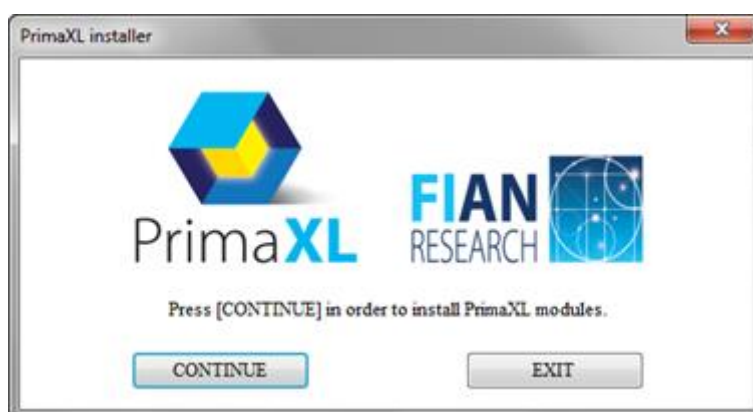 PrimaXL installer
PrimaXL
FIAN
RESEARCH
Press [CONTINUE] in order to install PrimaXL modules.
CONTINUE
EXIT